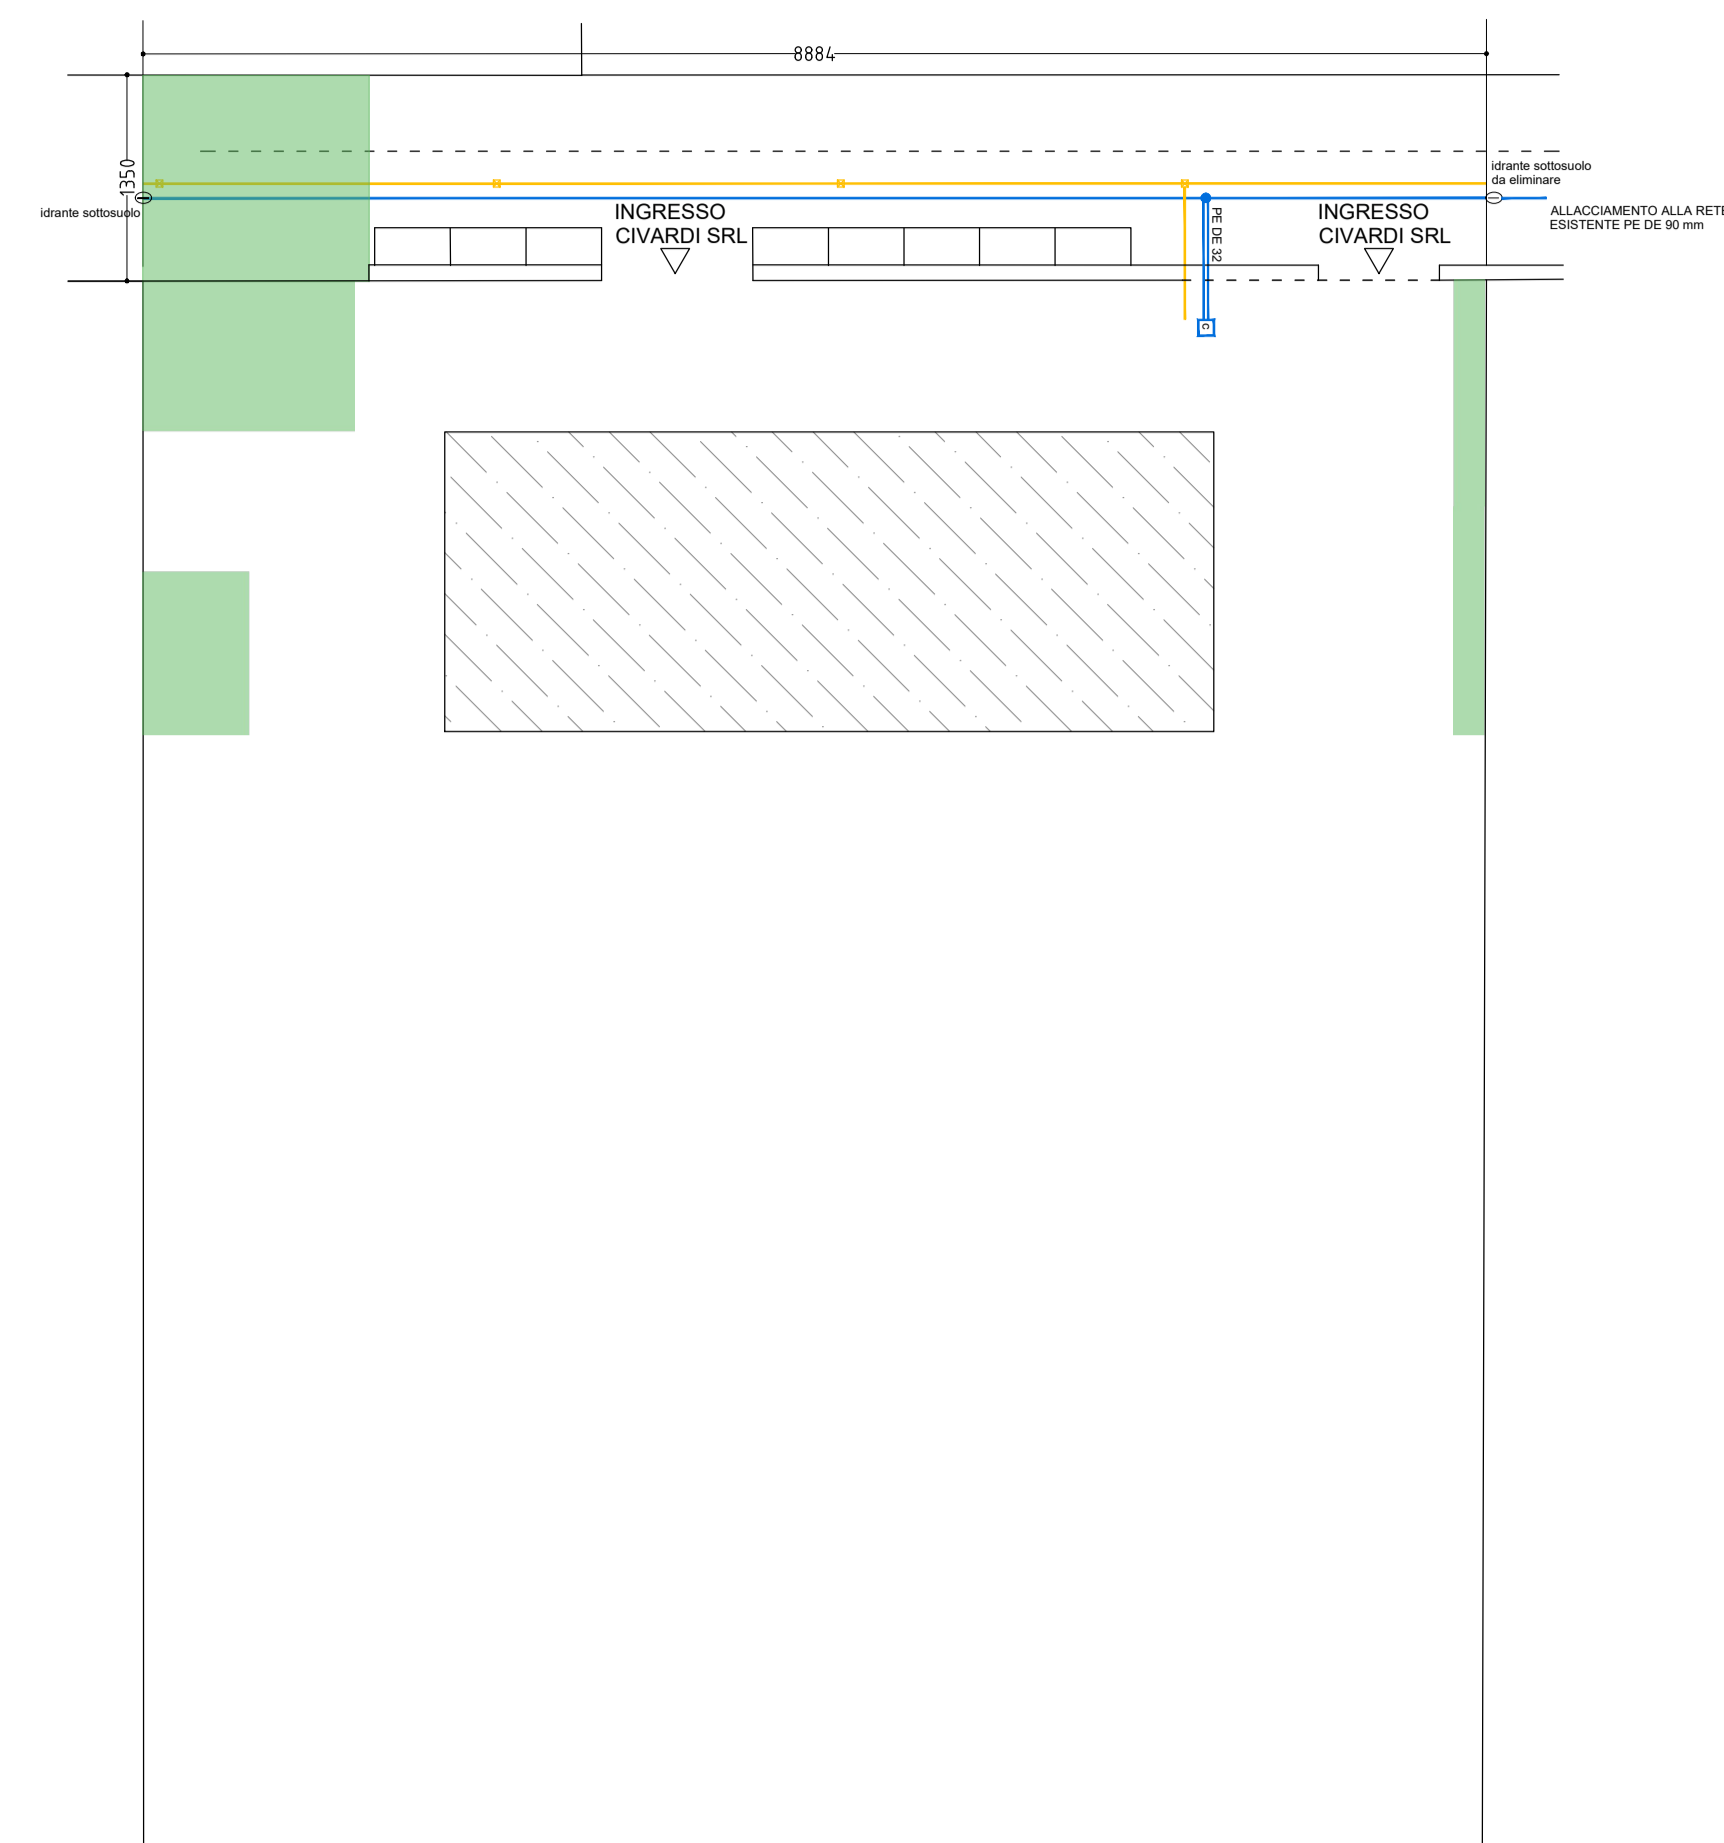 8884
1350
idrante sottosuolo
da eliminare
idrante sottosuolo
INGRESSO
CIVARDI SRL
PE DE 32
INGRESSO
CIVARDI SRL
ALLACCIAMENTO ALLA RETE
ESISTENTE PE DE 90 mm
C